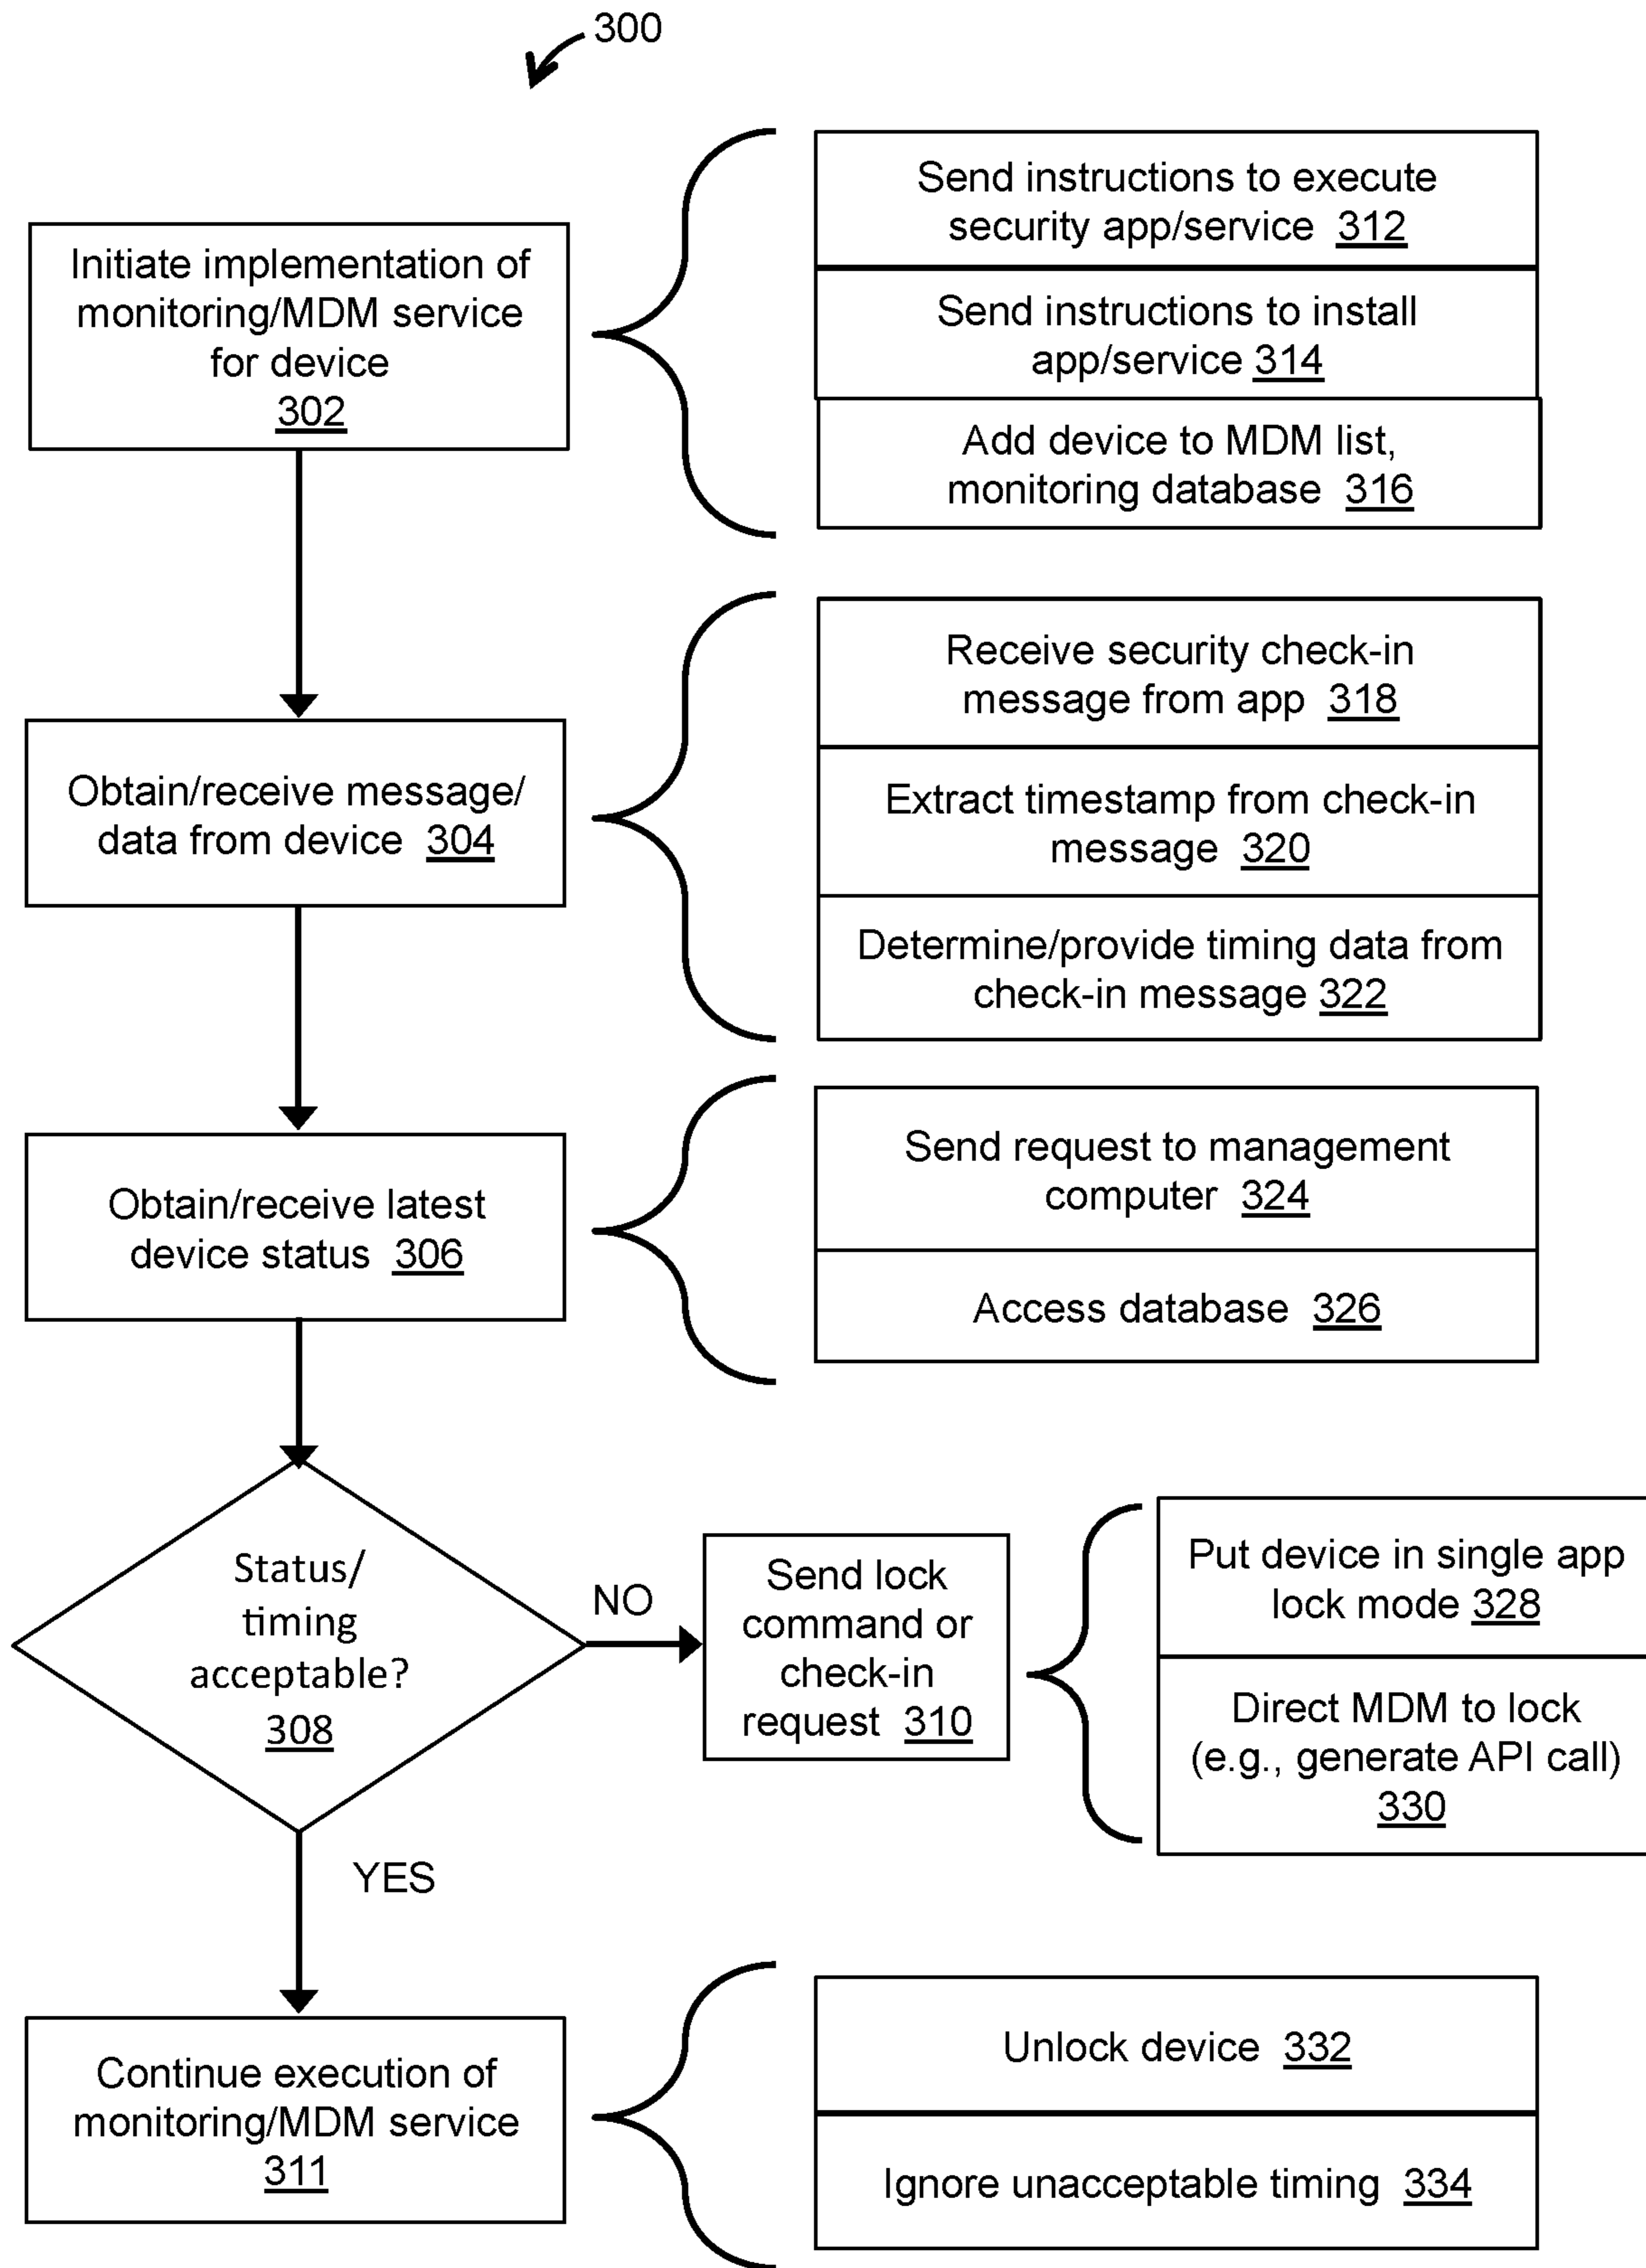 300
Initiate implementation of
monitoring/MDM service
for device
302
Send instructions to execute
security app/service 312
Send instructions to install
app/service 314
Add device to MDM list,
monitoring database 316
Obtain/receive message/
data from device 304
Receive security check-in
message from app 318
Extract timestamp from check-in
message 320
Determine/provide timing data from
check-in message 322
Obtain/receive latest
device status 306
Send request to management
computer 324
Access database 326
Status/
timing
acceptable?
308
NO
Send lock
command or
check-in
request 310
Put device in single app
lock mode 328
Direct MDM to lock
(e.g., generate API call)
330
YES
Continue execution of
monitoring/MDM service
311
Unlock device 332
Ignore unacceptable timing 334